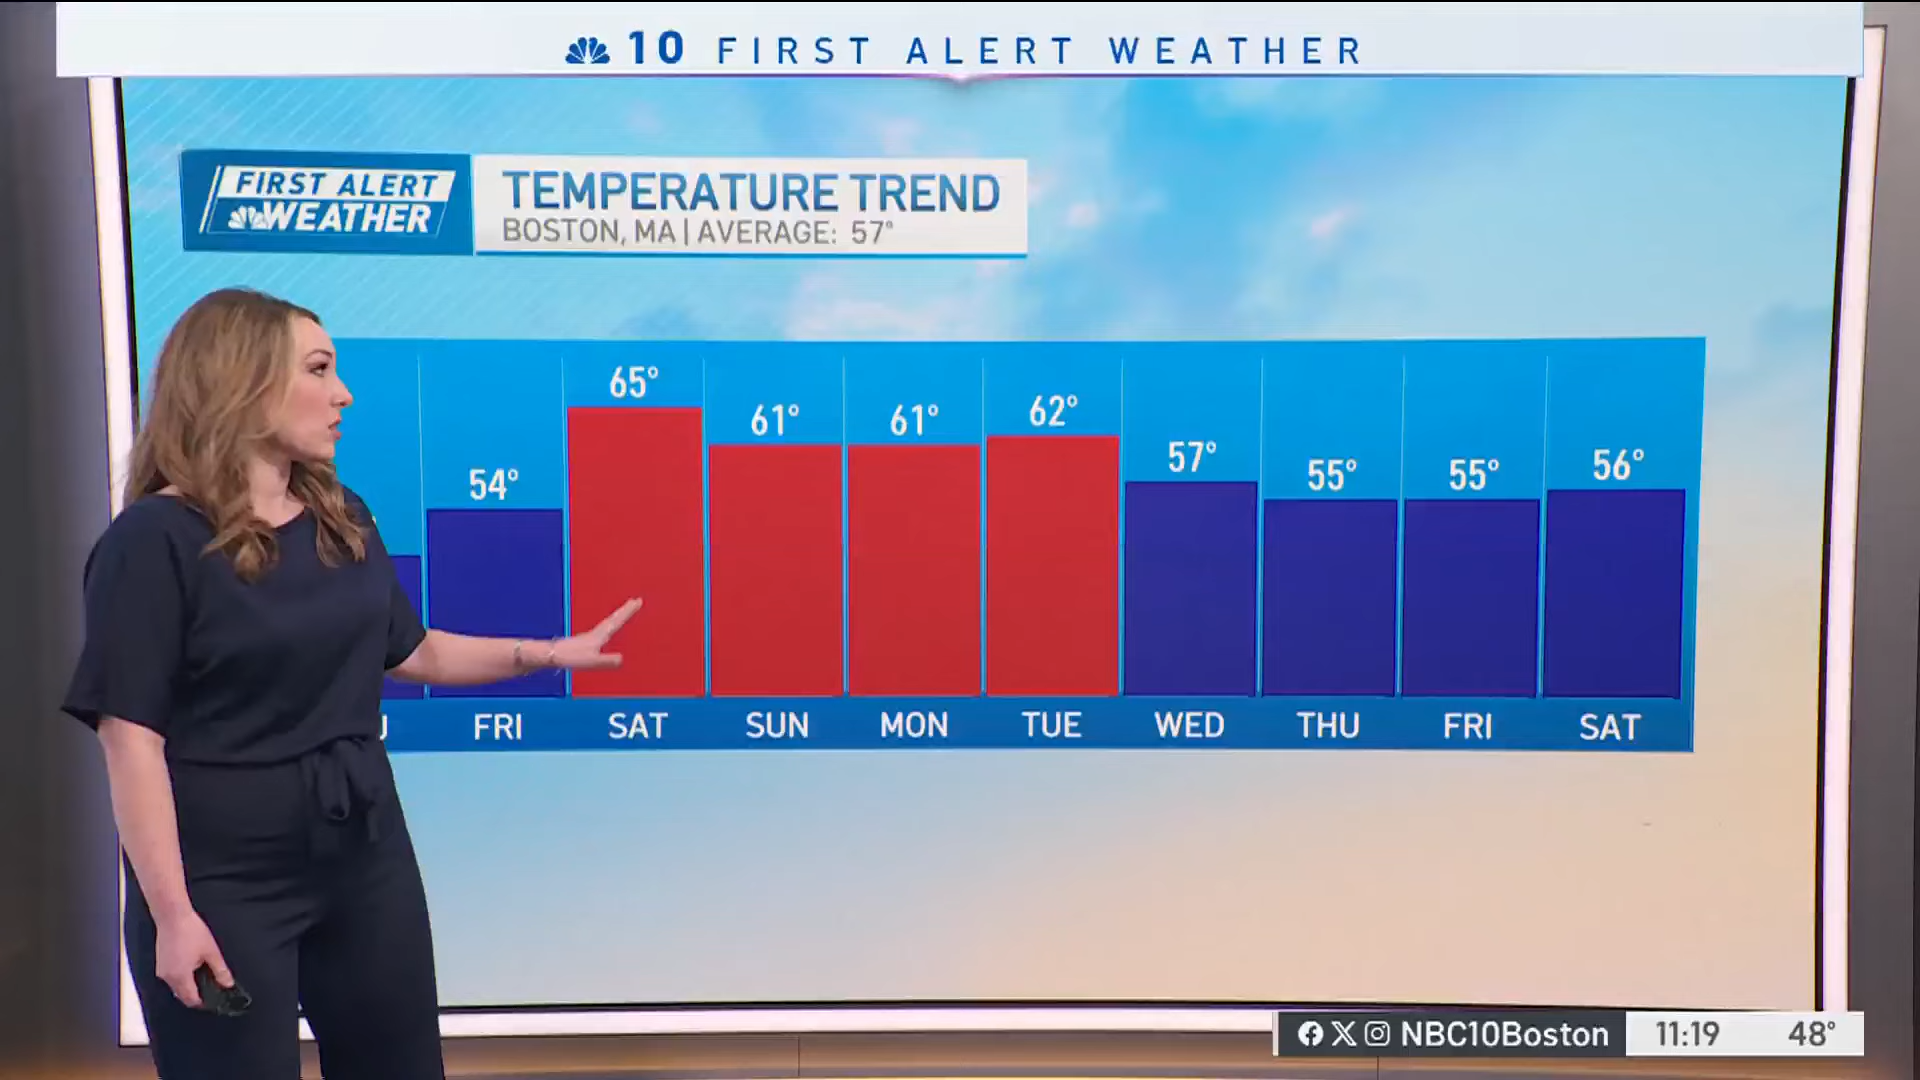 10 FIRST ALERT WEATHER
FIRST ALERT
WEATHER
TEMPERATURE TREND
BOSTON, MA | AVERAGE: 57°
54° 65° 61° 61° 62° 57° 55° 55° 56°
FRI SAT SUN MON TUE WED THU FRI SAT
NBC10Boston 11:19 48°